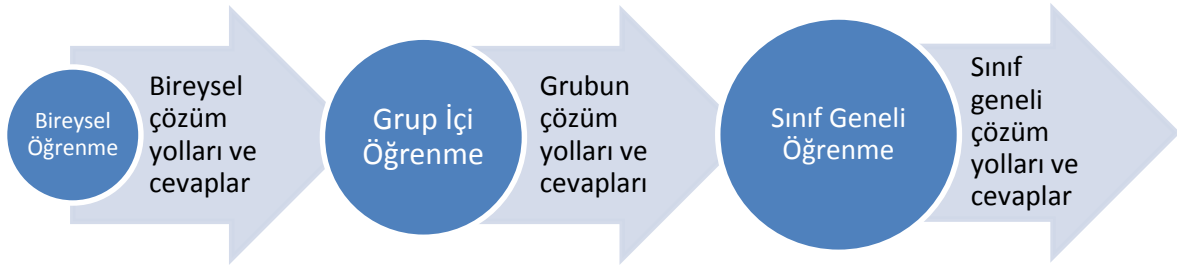 Bireysel
Öğrenme
Bireysel
çözüm
yolları ve
cevaplar
Grup İçi
Öğrenme
Grubun
çözüm
yolları ve
cevapları
Sınıf Geneli
Öğrenme
Sınıf
geneli
çözüm
yolları ve
cevaplar